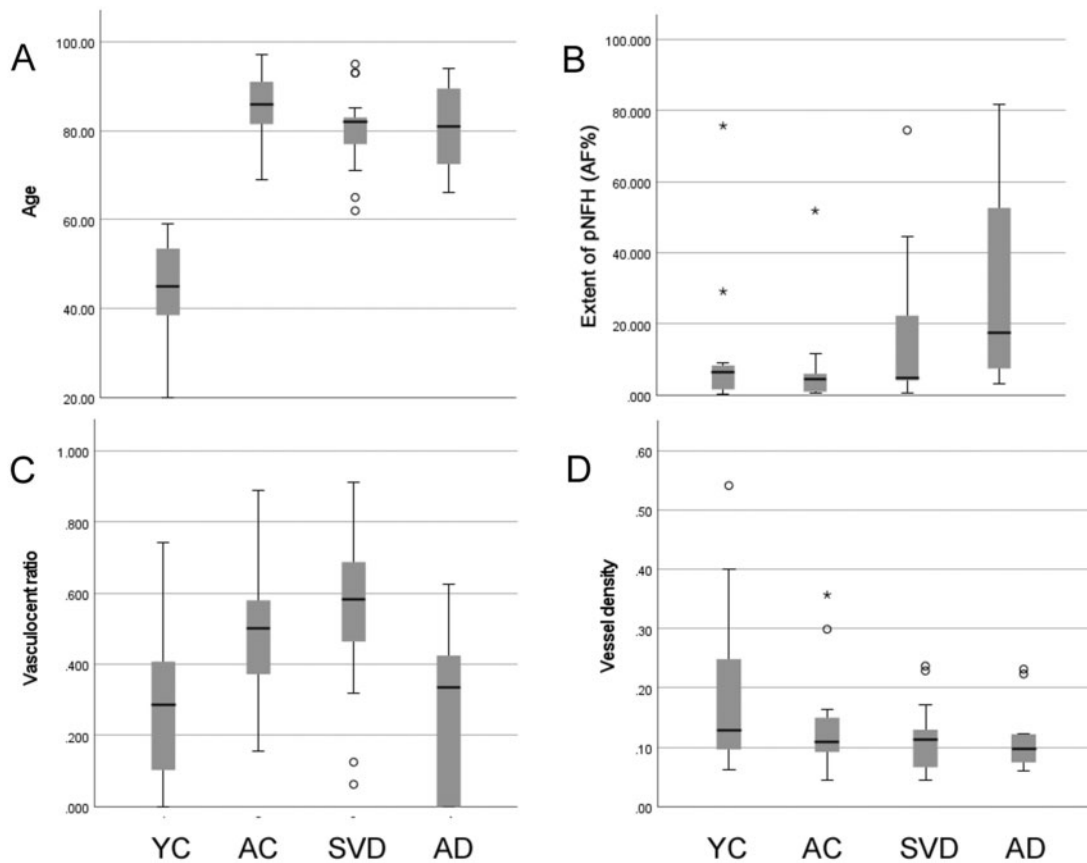 A
100.00
80.00
60.00
40.00
20.00
Age
B
100.000
80.000
60.000
40.000
20.000
.000
Extent of pNFH (AF%)
C
1.000
.800
.600
.400
.200
.000
Vasculocent ratio
YC AC SVD AD
D
.60
.50
.40
.30
.20
.10
.00
Vessel density
YC AC SVD AD